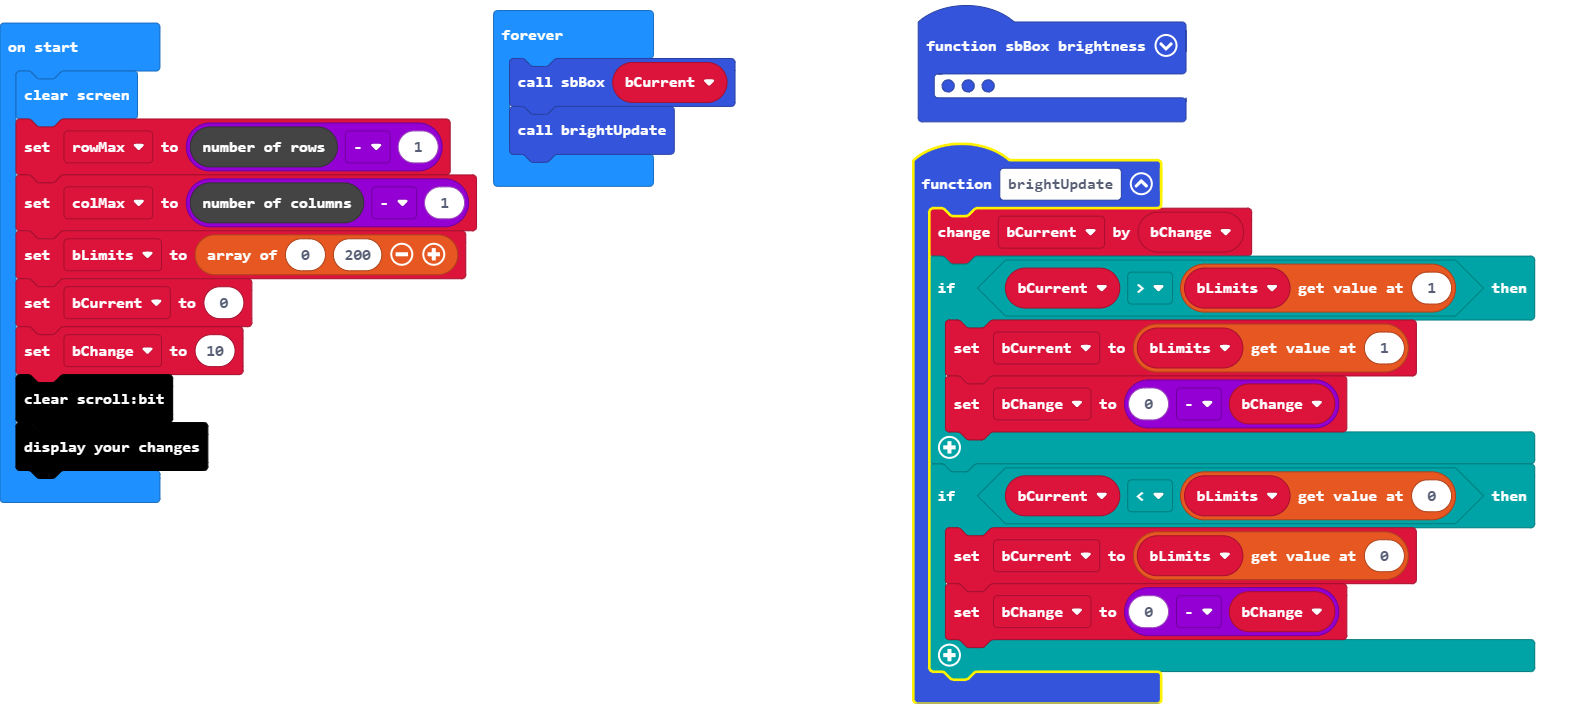 on start
clear screen
set rowMax to number of rows - 1
set colMax to number of columns - 1
set bLimits to array of 0 200
set bCurrent to 0
set bChange to 10
clear scroll:bit
display your changes
forever
call sbBox bCurrent
call brightUpdate
function sbBox brightness
function brightUpdate
change bCurrent by bChange
if bCurrent > bLimits get value at 1 then
set bCurrent to bLimits get value at 1
set bChange to 0 - bChange
if bCurrent < bLimits get value at 0 then
set bCurrent to bLimits get value at 0
set bChange to 0 - bChange